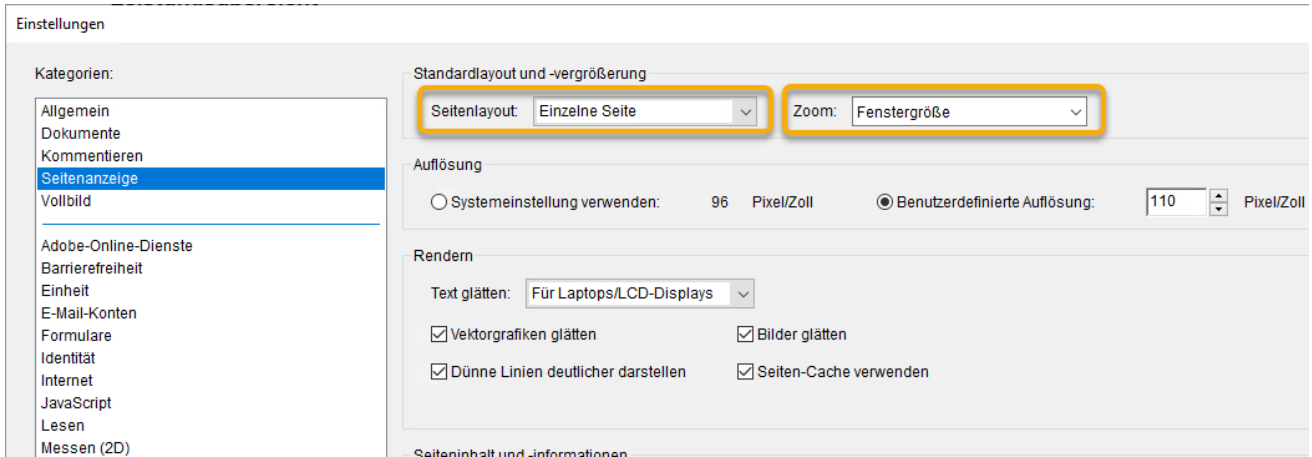 Einstellungen
Kategorien:
Allgemein
Dokumente
Kommentieren
Seitenanzeige
Vollbild
Adobe-Online-Dienste
Barrierefreiheit
Einheit
E-Mail-Konten
Formulare
Identität
Internet
JavaScript
Lesen
Messen (2D)
Standardlayout und -vergrößerung
Seitenlayout: Einzelne Seite Zoom: Fenstergröße
Auflösung
Systemeinstellung verwenden: 96 Pixel/Zoll Benutzerdefinierte Auflösung: 110 Pixel/Zoll
Rendern
Text glätten: Für Laptops/LCD-Displays
Vektorgrafiken glätten Bilder glätten
Dünne Linien deutlicher darstellen Seiten-Cache verwenden
Seiteninhalt und -informationen